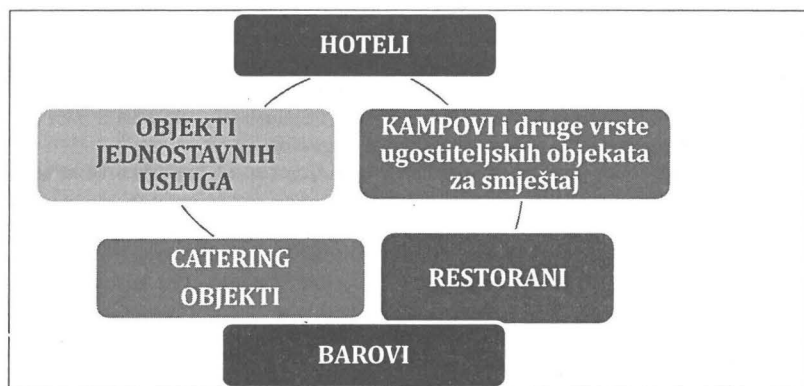 HOTELI
OBJEKTI
JEDNOSTAVNIH
USLUGA
KAMPOVI i druge vrste
ugostiteljskih objekata
za smještaj
CATERING
OBJEKTI
RESTORANI
BAROVI